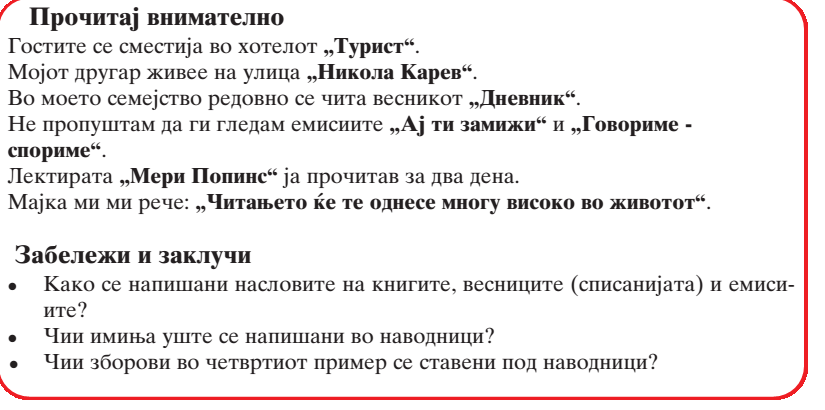 Прочитај внимателно
Гостите се сместија во хотелот „Турист“.
Мојот другар живее на улица „Никола Карев“.
Во моето семејство редовно се чита весникот „Дневник“.
Не пропуштам да ги гледам емисиите „Ај ти замижи“ и „Говориме -
спориме“.
Лектирата „Мери Попинс“ ја прочитав за два дена.
Мајка ми ми рече: „Читањето ќе те однесе многу високо во животот“.
Забележи и заклучи
• Како се напишани насловите на книгите, весниците (списанијата) и емиси-
ите?
• Чии имиња уште се напишани во наводници?
• Чии зборови во четвртиот пример се ставени под наводници?